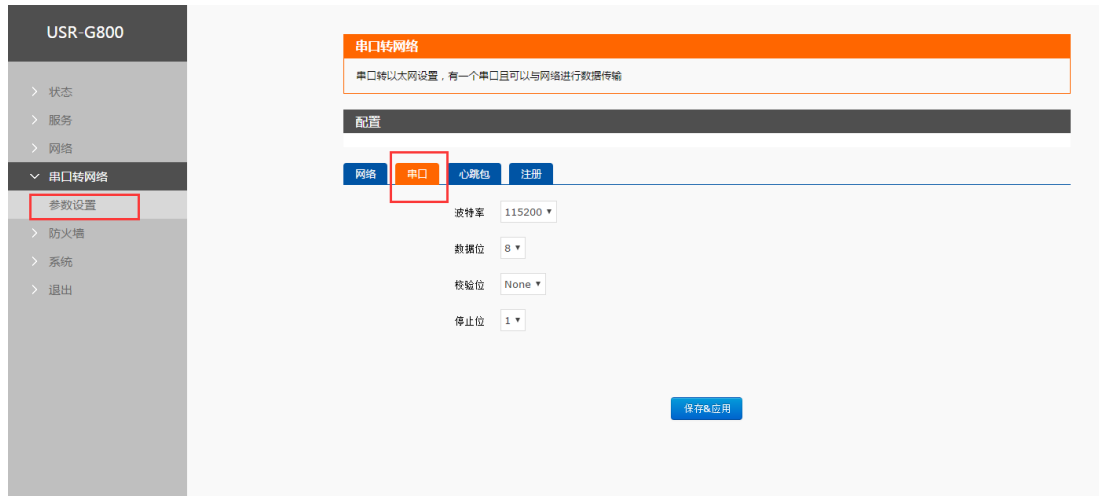 USR-G800
状态
服务
网络
串口转网络
参数设置
防火墙
系统
退出
串口转网络
串口转以太网设置，有一个串口且可以与网络进行数据传输
配置
网络 串口 心跳包 注册
波特率 115200
数据位 8
校验位 None
停止位 1
保存&应用